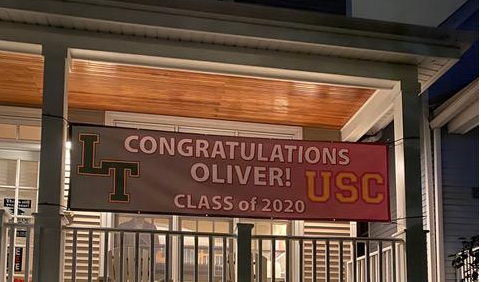 LT
CONGRATULATIONS
OLIVER!
USC
CLASS of 2020